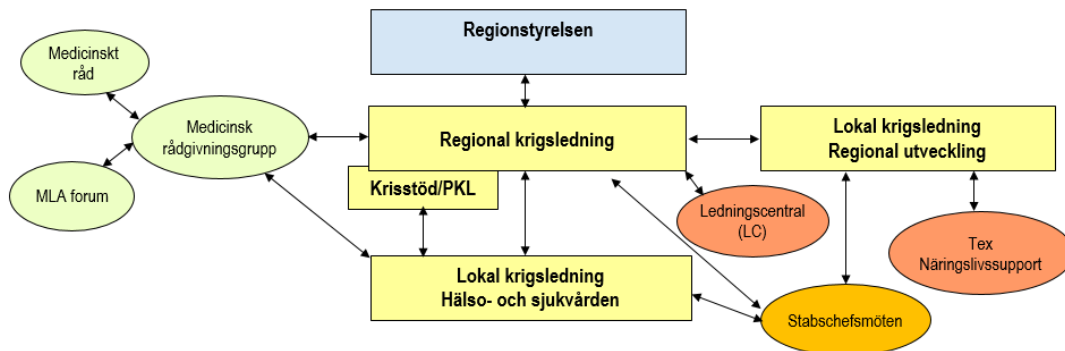 Regionstyrelsen
Medicinskt
råd
Medicinsk
rådgivningsgrupp
MLA forum
Regional krigsledning
Krisstöd/PKL
Lokal krigsledning
Regional utveckling
Ledningscentral
(LC)
Tex
Näringslivssupport
Lokal krigsledning
Hälso- och sjukvården
Stabschefsmöten